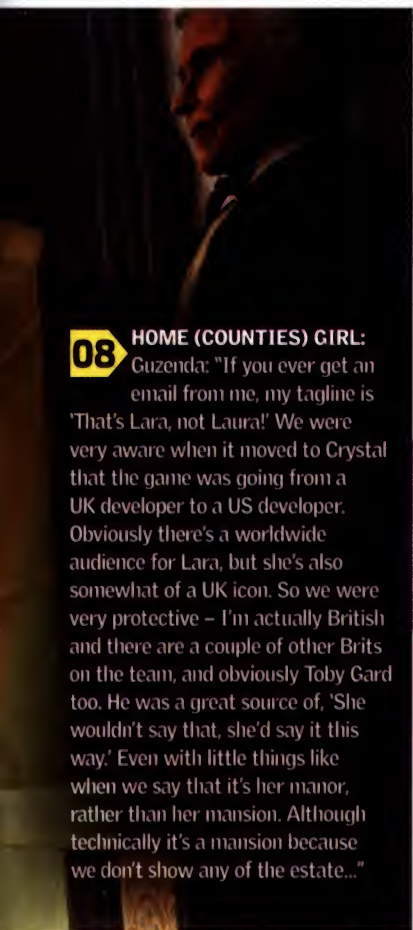 08 HOME (COUNTIES) GIRL:
Guzenda: "If you ever get an
email from me, my tagline is
'That's Lara, not Laura!' We were
very aware when it moved to Crystal
that the game was going from a
UK developer to a US developer.
Obviously there's a worldwide
audience for Lara, but she's also
somewhat of a UK icon. So we were
very protective – I'm actually British
and there are a couple of other Brits
on the team, and obviously Toby Gard
too. He was a great source of, 'She
wouldn't say that, she'd say it this
way.' Even with little things like
when we say that it's her manor,
rather than her mansion. Although
technically it's a mansion because
we don't show any of the estate..."